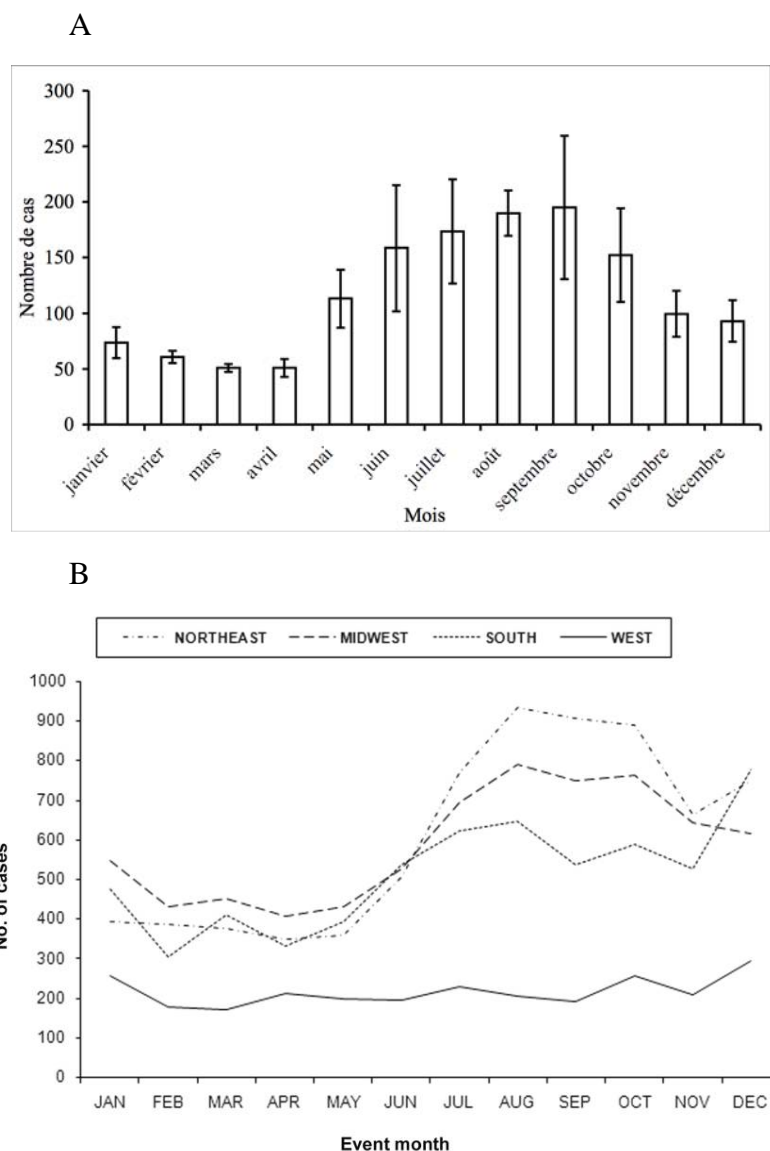 A
300
250
200
150
100
50
0
Nombre de cas
janvier
février
mars
avril
mai
juin
juillet
août
septembre
octobre
novembre
décembre
Mois
B
NORTHEAST MIDWEST SOUTH WEST
1000
900
800
700
600
500
400
300
200
100
0
No. of cases
JAN FEB MAR APR MAY JUN JUL AUG SEP OCT NOV DEC
Event month